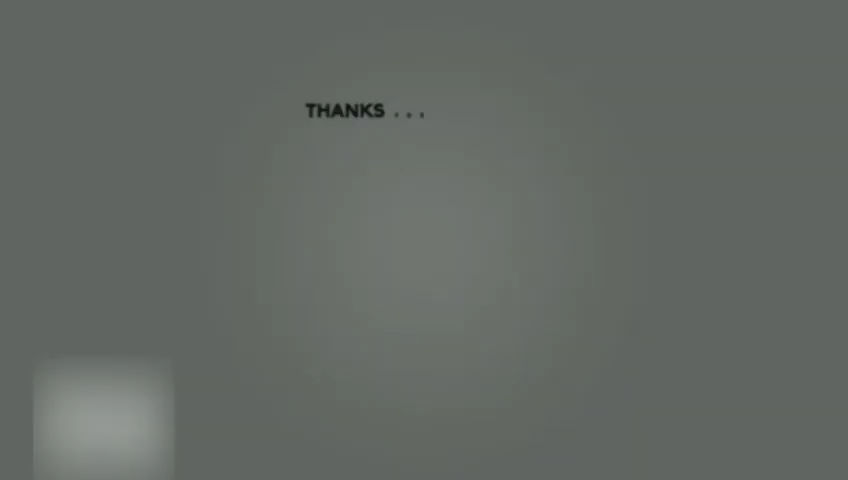 THANKS . . .